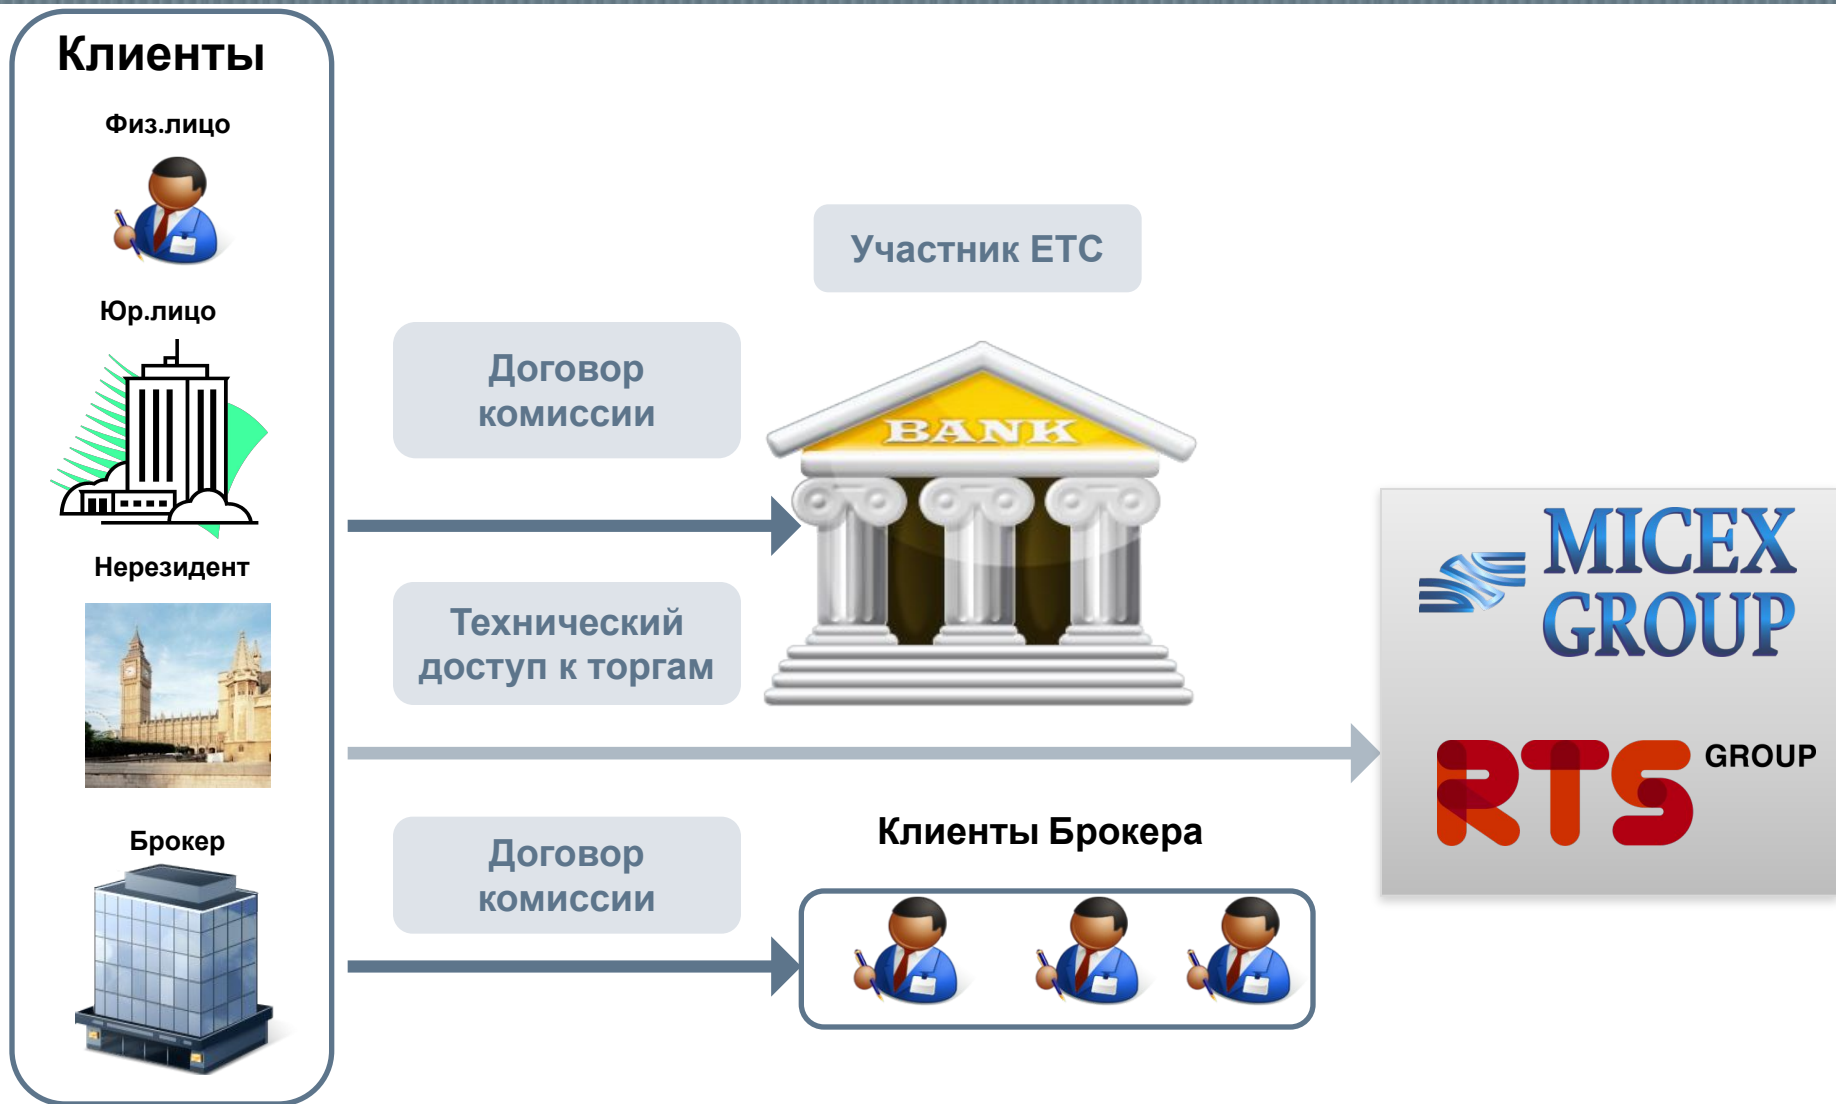 Клиенты
Физ.лицо
Юр.лицо
Нерезидент
Брокер
Участник ЕТС
Договор
комиссии
BANK
Технический
доступ к торгам
Договор
комиссии
Клиенты Брокера
MICEX
GROUP
RTS GROUP